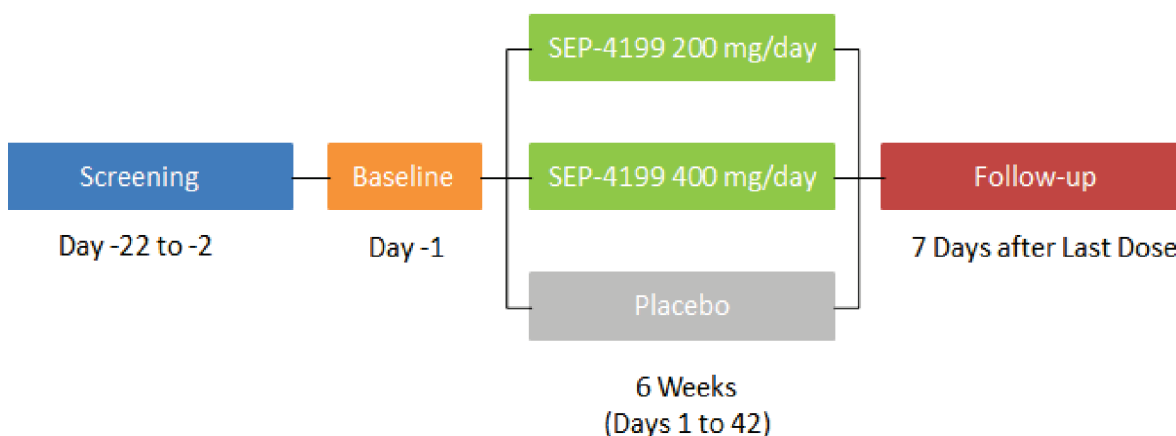 SEP-4199 200 mg/day
Screening
Baseline
SEP-4199 400 mg/day
Follow-up
Day -22 to -2
Day -1
7 Days after Last Dose
Placebo
6 Weeks
(Days 1 to 42)